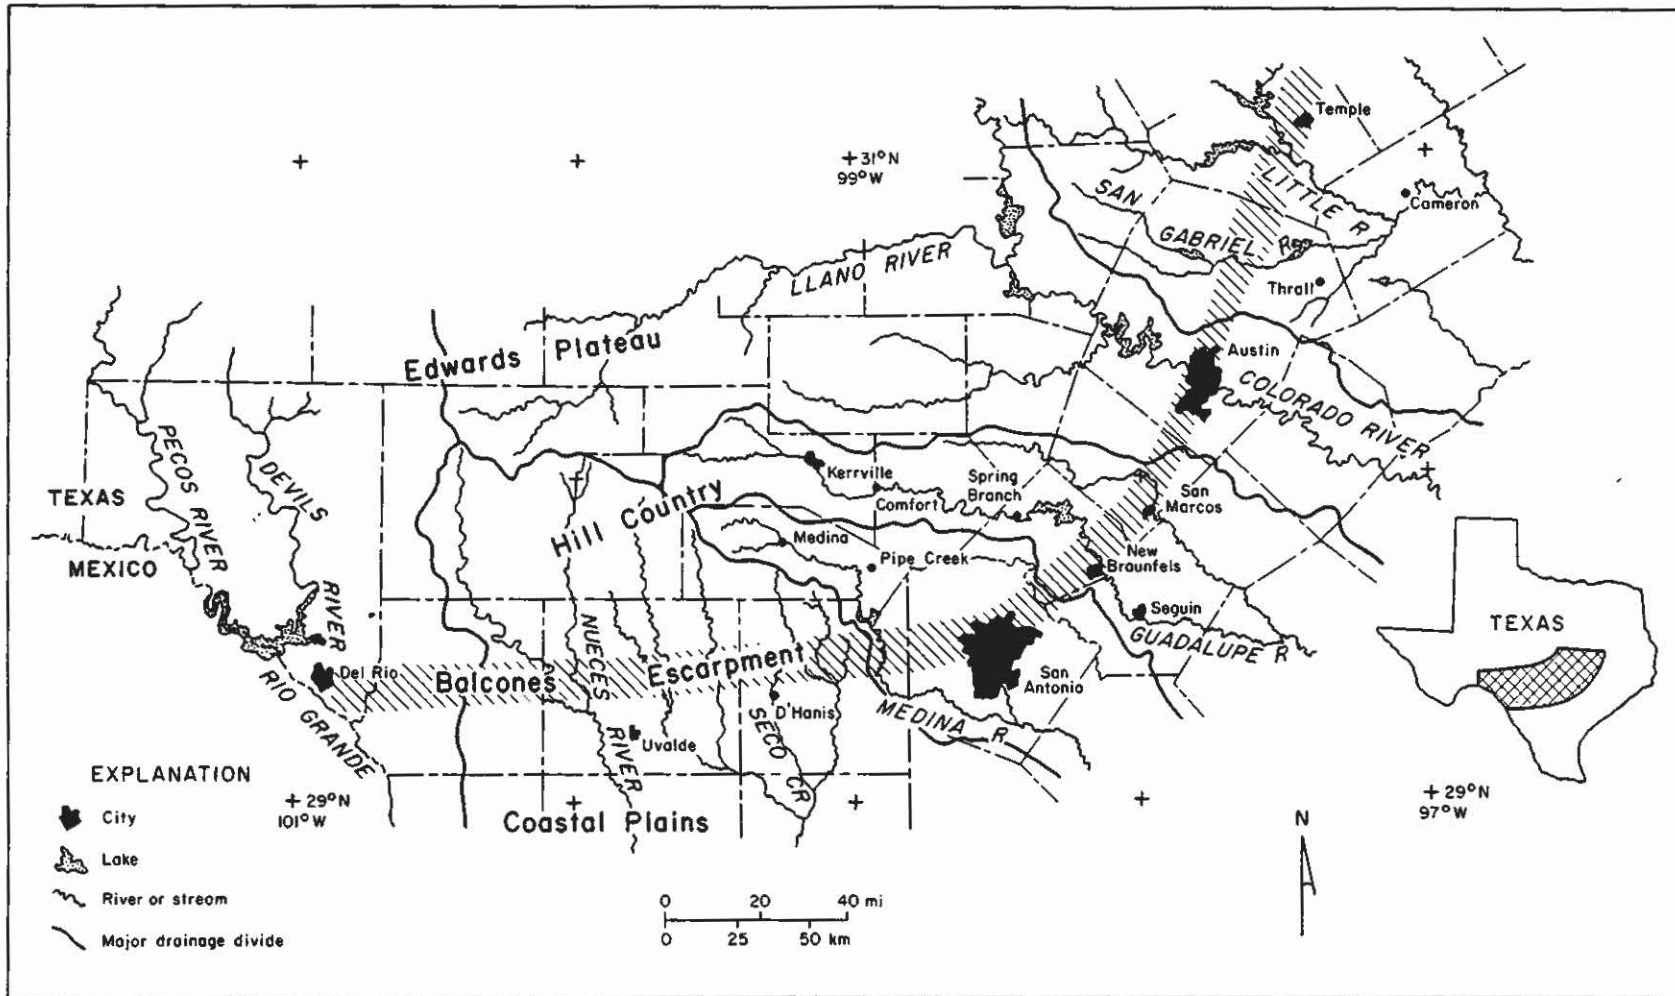 Temple
+31°N
99°W
LITTLE R
SAN
GABRIEL R
Cameron
LLANO RIVER
Thrall
Edwards Plateau
Austin
COLORADO RIVER
PECOS RIVER
DEVILS RIVER
Kerrville
Spring
Branch
San
Marcos
TEXAS
MEXICO
Hill Country
Comfort
Medina
Pipe Creek
New
Braunfels
Seguin
GUADALUPE R
TEXAS
NUECES RIVER
Del Rio
Balcones Escarpment
San
Antonio
RIO GRANDE
D'Hanis
MEDINA R
SECO CR
Uvalde
EXPLANATION
City
Lake
River or stream
Major drainage divide
+29°N
101°W
Coastal Plains
+29°N
97°W
N
0 20 40 mi
0 25 50 km